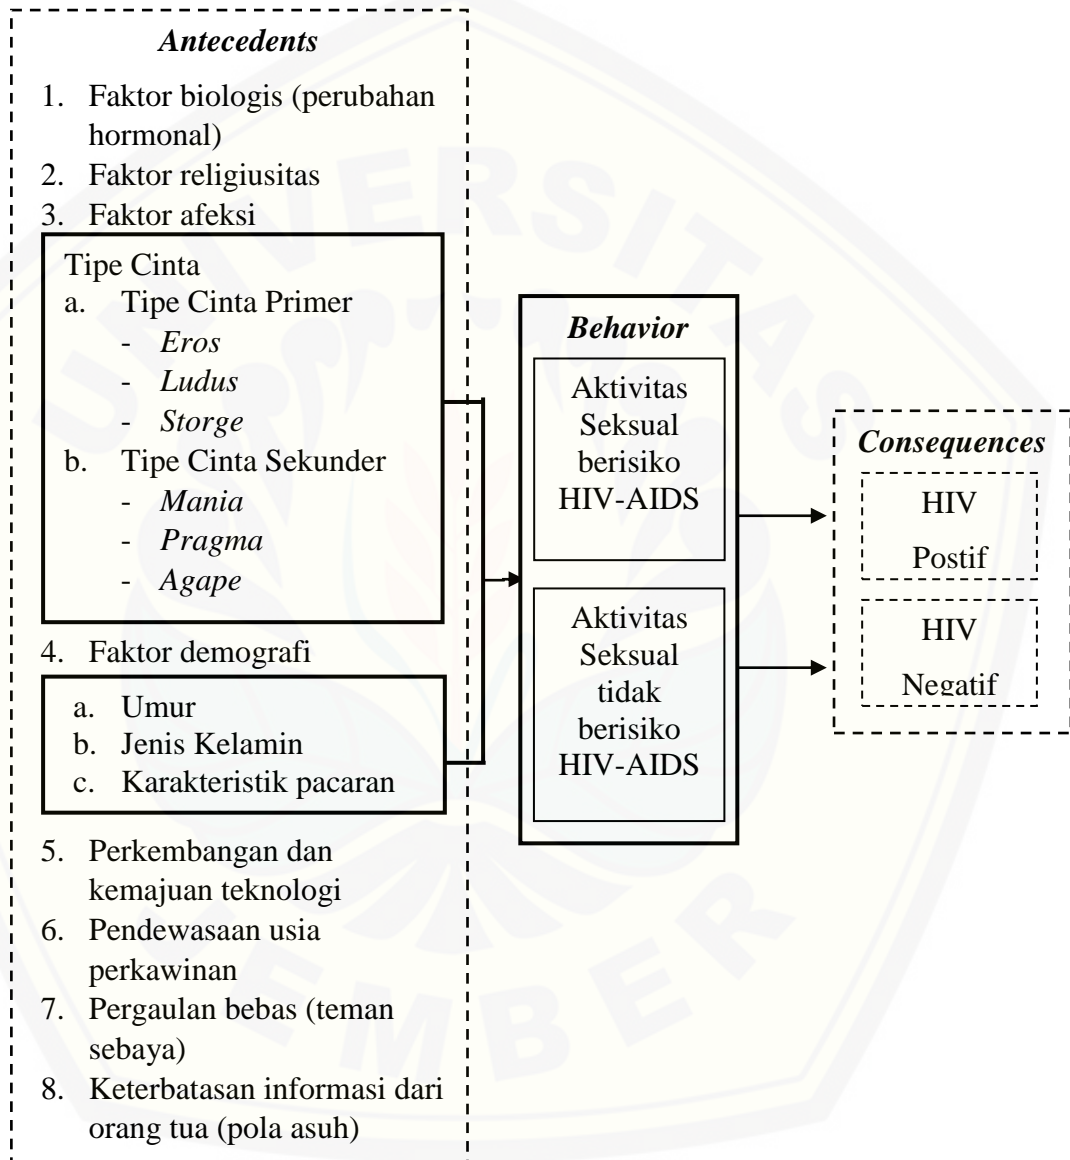 Antecedents
1. Faktor biologis (perubahan
hormonal)
2. Faktor religiusitas
3. Faktor afeksi
Tipe Cinta
a. Tipe Cinta Primer
- Eros
- Ludus
- Storge
b. Tipe Cinta Sekunder
- Mania
- Pragma
- Agape
4. Faktor demografi
a. Umur
b. Jenis Kelamin
c. Karakteristik pacaran
5. Perkembangan dan
kemajuan teknologi
6. Pendewasaan usia
perkawinan
7. Pergaulan bebas (teman
sebaya)
8. Keterbatasan informasi dari
orang tua (pola asuh)
Behavior
Aktivitas
Seksual
berisiko
HIV-AIDS
Aktivitas
Seksual
tidak
berisiko
HIV-AIDS
Consequences
HIV
Postif
HIV
Negatif
UNIVERSITAS
JEMBER